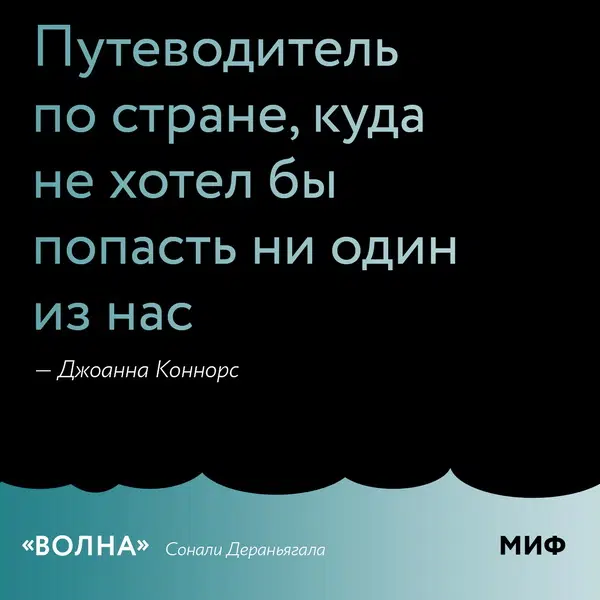 Путеводитель
по стране, куда
не хотел бы
попасть ни один
из нас
— Джоанна Коннорс
«ВОЛНА» Сонали Дераньягала
МИФ